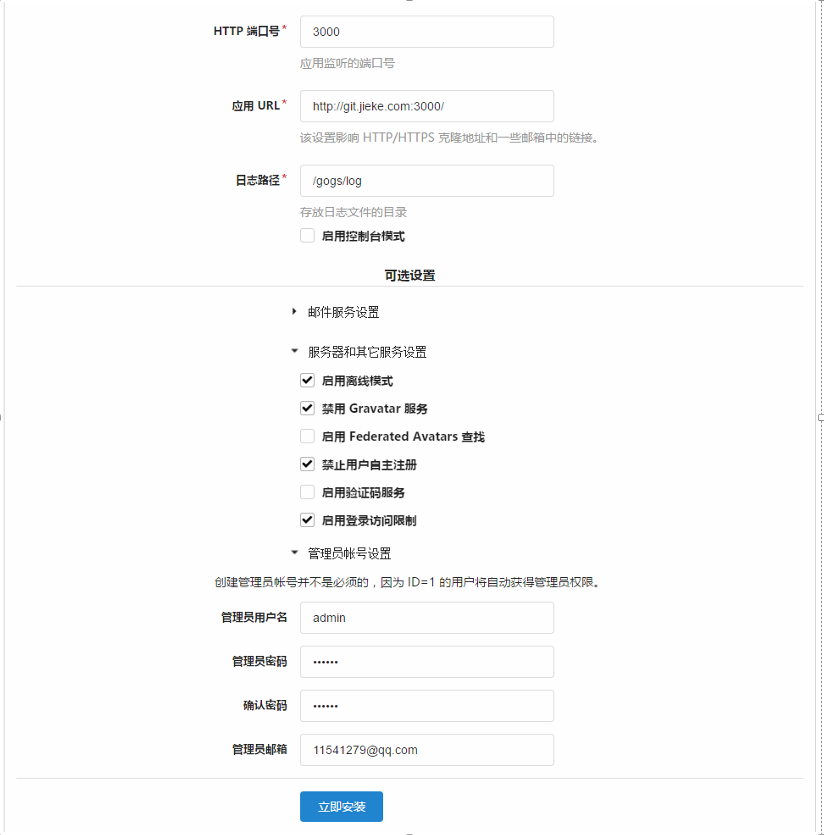 HTTP 端口号*
3000
应用监听的端口号
应用 URL*
http://git.jieke.com:3000/
该设置影响 HTTP/HTTPS 克隆地址和一些邮箱中的链接。
日志路径*
/gogs/log
存放日志文件的目录
启用控制台模式
可选设置
邮件服务设置
服务器和其它服务设置
启用离线模式
禁用 Gravatar 服务
启用 Federated Avatars 查找
禁止用户自主注册
启用验证码服务
启用登录访问限制
管理员帐号设置
创建管理员帐号并不是必须的，因为 ID=1 的用户将自动获得管理员权限。
管理员用户名
admin
管理员密码
••••••
确认密码
••••••
管理员邮箱
11541279@qq.com
立即安装